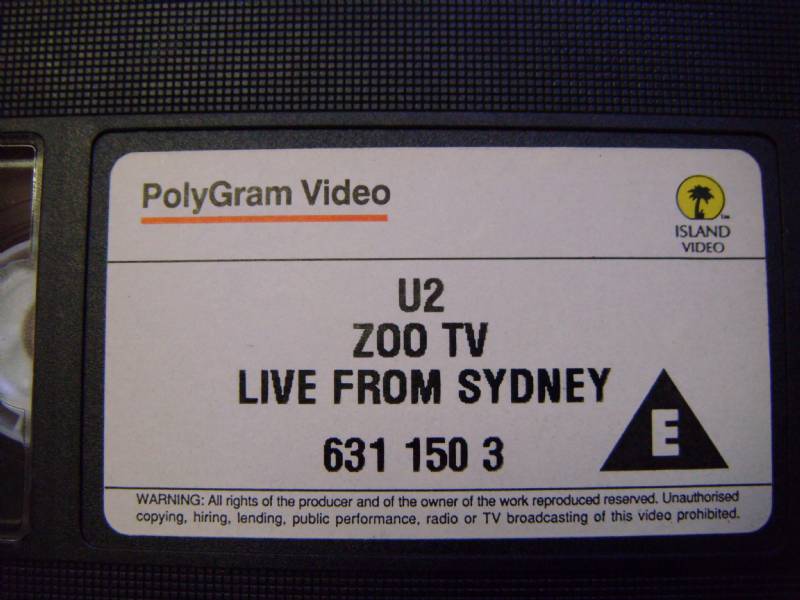 PolyGram Video
ISLAND
VIDEO
U2
ZOO TV
LIVE FROM SYDNEY
631 150 3
E
WARNING: All rights of the producer and of the owner of the work reproduced reserved. Unauthorised
copying, hiring, lending, public performance, radio or TV broadcasting of this video prohibited.